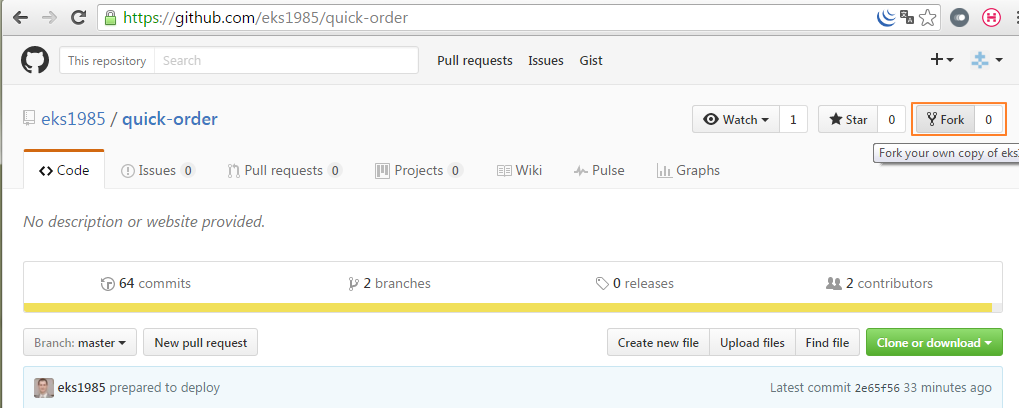 https://github.com/eks1985/quick-order
This repository Search Pull requests Issues Gist
eks1985 / quick-order Watch 1 Star 0 Fork 0
Fork your own copy of eks
Code Issues 0 Pull requests 0 Projects 0 Wiki Pulse Graphs
No description or website provided.
64 commits 2 branches 0 releases 2 contributors
Branch: master New pull request Create new file Upload files Find file Clone or download
eks1985 prepared to deploy Latest commit 2e65f56 33 minutes ago